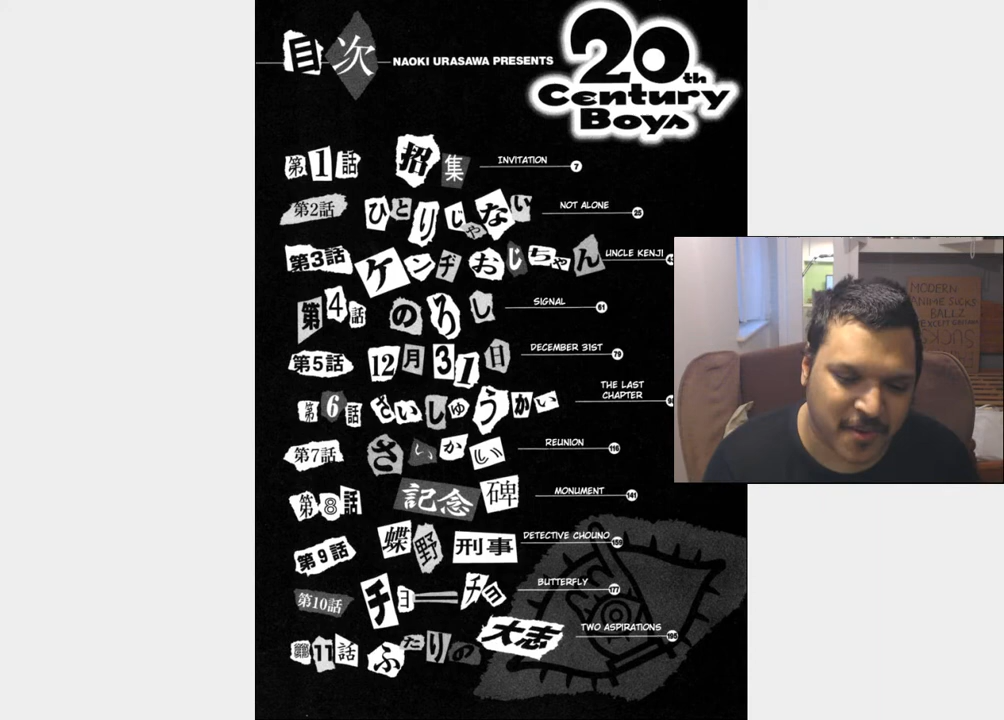 目次
NAOKI URASAWA PRESENTS
20th
Century
Boys
第1話 招集 INVITATION 7
第2話 ひとりじゃない NOT ALONE 25
第3話 ケンヂおじちゃん UNCLE KENJI
第4話 のろし SIGNAL 61
第5話 12月31日 DECEMBER 31ST 79
第6話 さいしゅうかい THE LAST
CHAPTER
第7話 さいかい REUNION 116
第8話 記念碑 MONUMENT 141
第9話 蝶野刑事 DETECTIVE CHOUNO 159
第10話 チョーチョ BUTTERFLY 177
第11話 ふたりの大志 TWO ASPIRATIONS 195
MODERN
ANIME SUCKS
BALLZ
EXCEPT